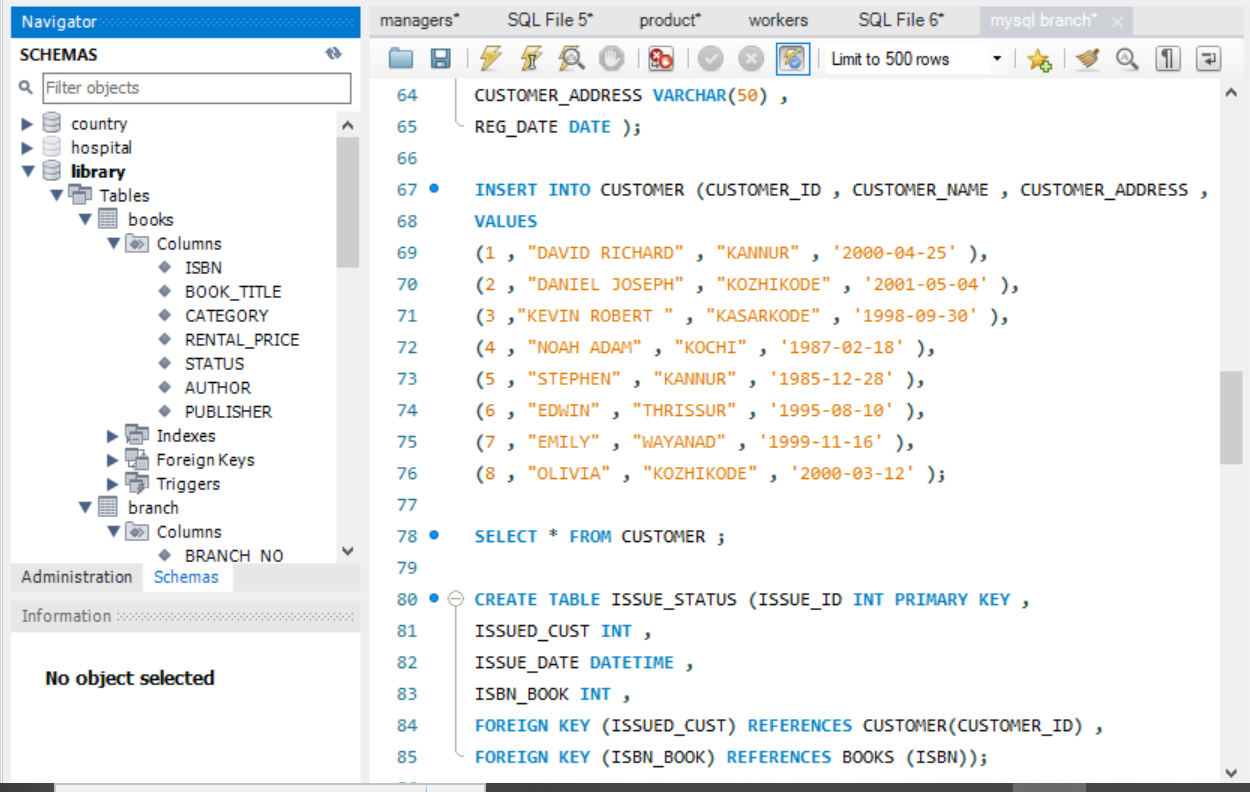 Navigator
SCHEMAS
Filter objects
country
hospital
library
Tables
books
Columns
ISBN
BOOK_TITLE
CATEGORY
RENTAL_PRICE
STATUS
AUTHOR
PUBLISHER
Indexes
Foreign Keys
Triggers
branch
Columns
BRANCH_NO
Administration Schemas
Information
No object selected
managers* SQL File 5* product* workers SQL File 6* mysql branch*
Limit to 500 rows
64 CUSTOMER_ADDRESS VARCHAR(50) ,
65 REG_DATE DATE );
66
67 INSERT INTO CUSTOMER (CUSTOMER_ID , CUSTOMER_NAME , CUSTOMER_ADDRESS ,
68 VALUES
69 (1 , "DAVID RICHARD" , "KANNUR" , '2000-04-25' ),
70 (2 , "DANIEL JOSEPH" , "KOZHIKODE" , '2001-05-04' ),
71 (3 ,"KEVIN ROBERT " , "KASARKODE" , '1998-09-30' ),
72 (4 , "NOAH ADAM" , "KOCHI" , '1987-02-18' ),
73 (5 , "STEPHEN" , "KANNUR" , '1985-12-28' ),
74 (6 , "EDWIN" , "THRISSUR" , '1995-08-10' ),
75 (7 , "EMILY" , "WAYANAD" , '1999-11-16' ),
76 (8 , "OLIVIA" , "KOZHIKODE" , '2000-03-12' );
77
78 SELECT * FROM CUSTOMER ;
79
80 CREATE TABLE ISSUE_STATUS (ISSUE_ID INT PRIMARY KEY ,
81 ISSUED_CUST INT ,
82 ISSUE_DATE DATETIME ,
83 ISBN_BOOK INT ,
84 FOREIGN KEY (ISSUED_CUST) REFERENCES CUSTOMER(CUSTOMER_ID) ,
85 FOREIGN KEY (ISBN_BOOK) REFERENCES BOOKS (ISBN));